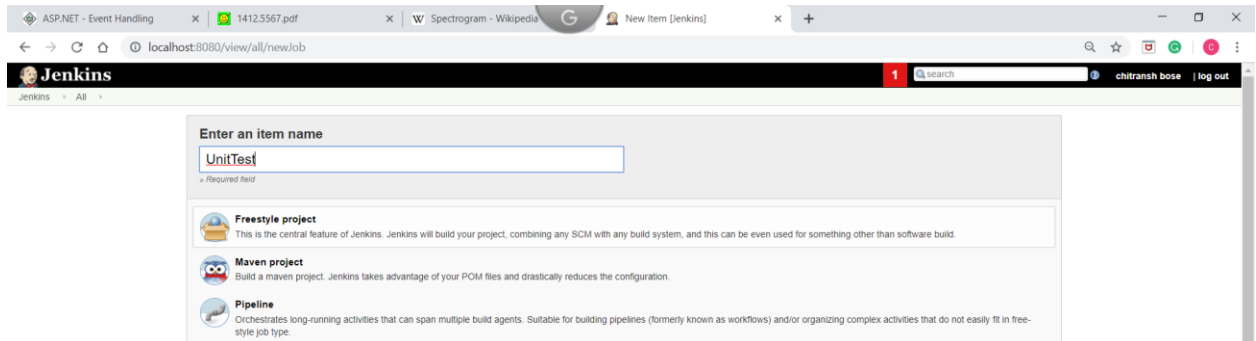 ASP.NET - Event Handling
1412.5567.pdf
W Spectrogram - Wikipedia
G
New Item [Jenkins]
localhost:8080/view/all/newJob
G
C
Jenkins
1
search
chitransh bose
| log out
Jenkins
All
Enter an item name
UnitTest
» Required field
Freestyle project
This is the central feature of Jenkins. Jenkins will build your project, combining any SCM with any build system, and this can be even used for something other than software build.
Maven project
Build a maven project. Jenkins takes advantage of your POM files and drastically reduces the configuration.
Pipeline
Orchestrates long-running activities that can span multiple build agents. Suitable for building pipelines (formerly known as workflows) and/or organizing complex activities that do not easily fit in free-
style job type.